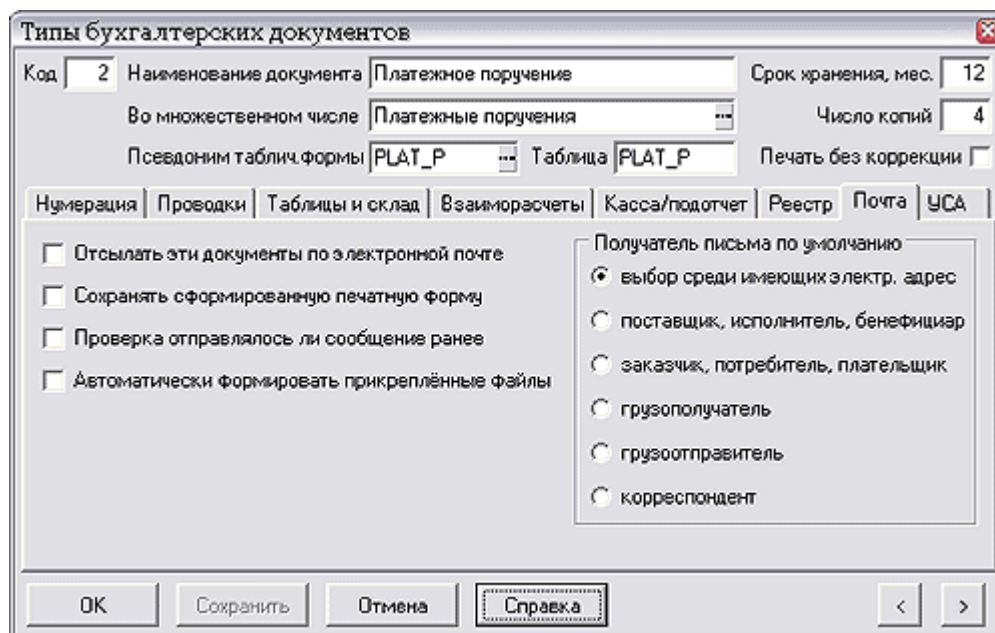 Типы бухгалтерских документов
Код 2 Наименование документа Платежное поручение Срок хранения, мес. 12
Во множественном числе Платежные поручения ... Число копий 4
Псевдоним таблич.формы PLAT_P ... Таблица PLAT_P Печать без коррекции
Нумерация Проводки Таблицы и склад Взаиморасчеты Касса/подотчет Реестр Почта УСА
Отсылать эти документы по электронной почте
Сохранять сформированную печатную форму
Проверка отправлялось ли сообщение ранее
Автоматически формировать прикреплённые файлы
Получатель письма по умолчанию
выбор среди имеющих электр. адрес
поставщик, исполнитель, бенефициар
заказчик, потребитель, плательщик
грузополучатель
грузоотправитель
корреспондент
OK Сохранить Отмена Справка < >